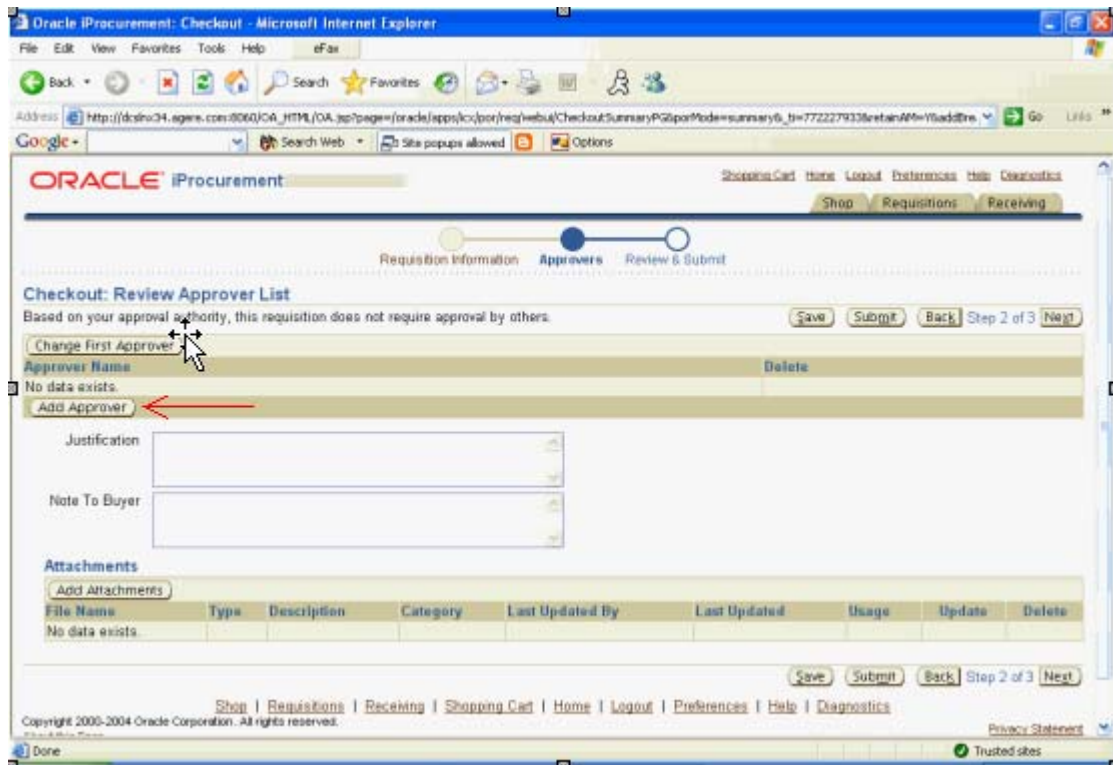 Oracle iProcurement: Checkout - Microsoft Internet Explorer
File Edit View Favorites Tools Help eFax
Back Search Favorites
Address Go Links »
Google Search Web Site popups allowed Options
ORACLE iProcurement
Shopping Cart Home Logout Preferences Help Diagnostics
Shop Requisitions Receiving
Requisition Information Approvers Review & Submit
Checkout: Review Approver List
Based on your approval authority, this requisition does not require approval by others.
Save Submit Back Step 2 of 3 Next
Change First Approver
Approver Name Delete
No data exists.
Add Approver
Justification
Note To Buyer
Attachments
Add Attachments
File Name Type Description Category Last Updated By Last Updated Usage Update Delete
No data exists.
Save Submit Back Step 2 of 3 Next
Shop | Requisitions | Receiving | Shopping Cart | Home | Logout | Preferences | Help | Diagnostics
Copyright 2000-2004 Oracle Corporation. All rights reserved.
Privacy Statement
Done Trusted sites